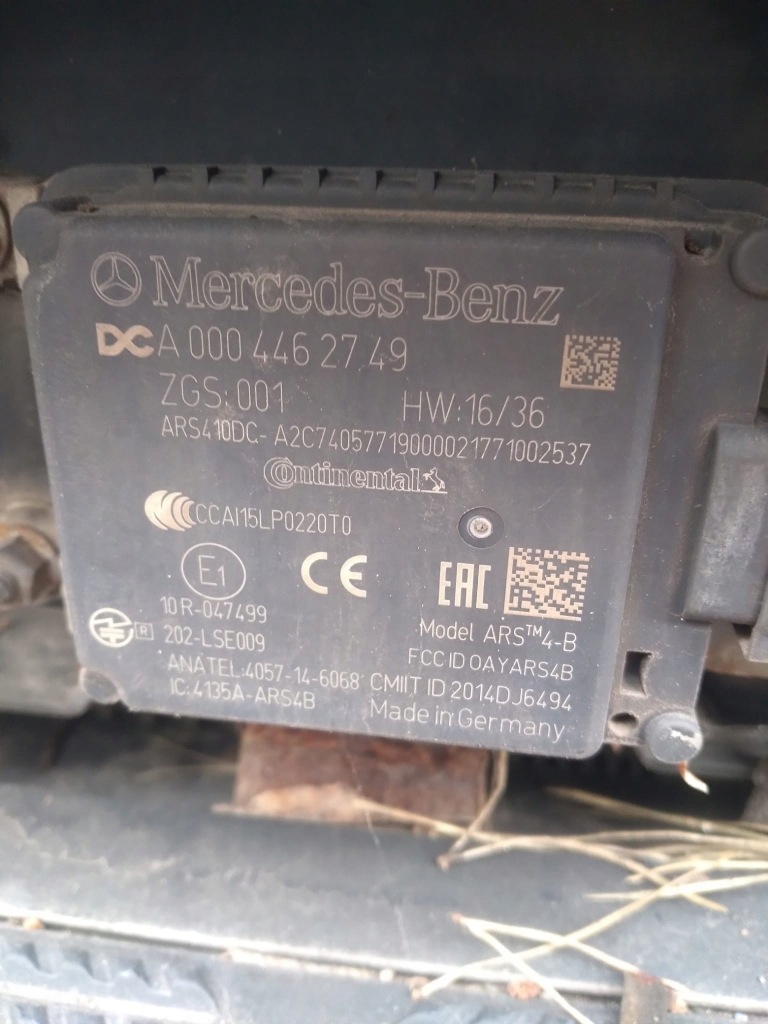 Mercedes-Benz
DC A 000 446 27 49
ZGS:001 HW:16/36
ARS410DC- A2C74057719000021771002537
Continental
CCAI15LP0220T0
E1 CE EAC
10 R-047499
R 202-LSE009
Model ARS™4-B
FCC ID OAYARS4B
ANATEL:4057-14-6068 CMIIT ID 2014DJ6494
IC:4135A-ARS4B
Made in Germany